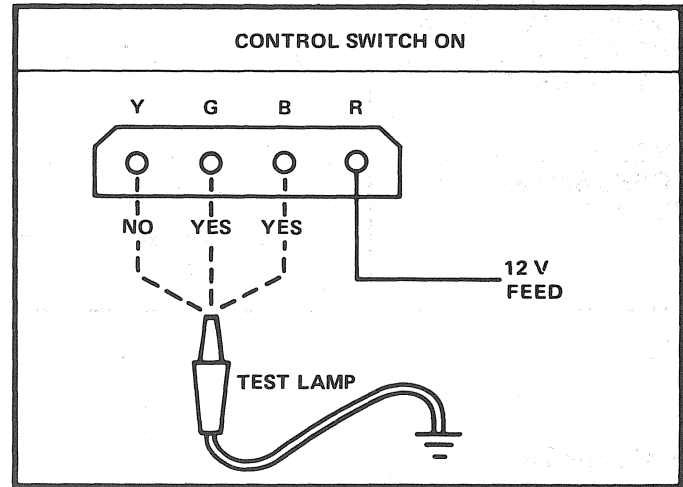 CONTROL SWITCH ON
Y G B R
NO YES YES
12 V
FEED
TEST LAMP